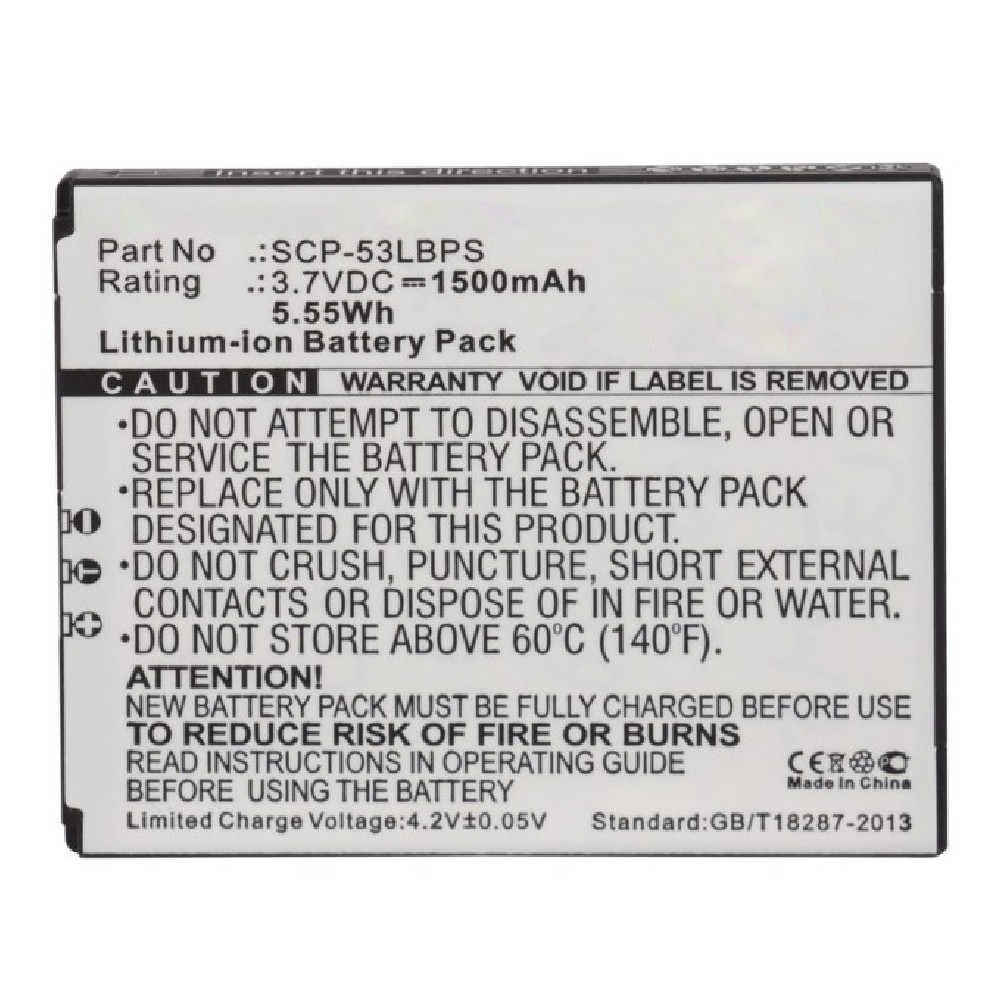 Insert this direction
Part No .:SCP-53LBPS
Rating .:3.7VDC⎓1500mAh
5.55Wh
Lithium-ion Battery Pack
CAUTION WARRANTY VOID IF LABEL IS REMOVED
•DO NOT ATTEMPT TO DISASSEMBLE, OPEN OR
SERVICE THE BATTERY PACK.
•REPLACE ONLY WITH THE BATTERY PACK
DESIGNATED FOR THIS PRODUCT.
•DO NOT CRUSH, PUNCTURE, SHORT EXTERNAL
CONTACTS OR DISPOSE OF IN FIRE OR WATER.
•DO NOT STORE ABOVE 60°C (140°F).
ATTENTION!
NEW BATTERY PACK MUST BE FULLY CHARGED BEFORE USE
TO REDUCE RISK OF FIRE OR BURNS
READ INSTRUCTIONS IN OPERATING GUIDE
BEFORE USING THE BATTERY
CE
Made In China
Limited Charge Voltage:4.2V±0.05V Standard:GB/T18287-2013